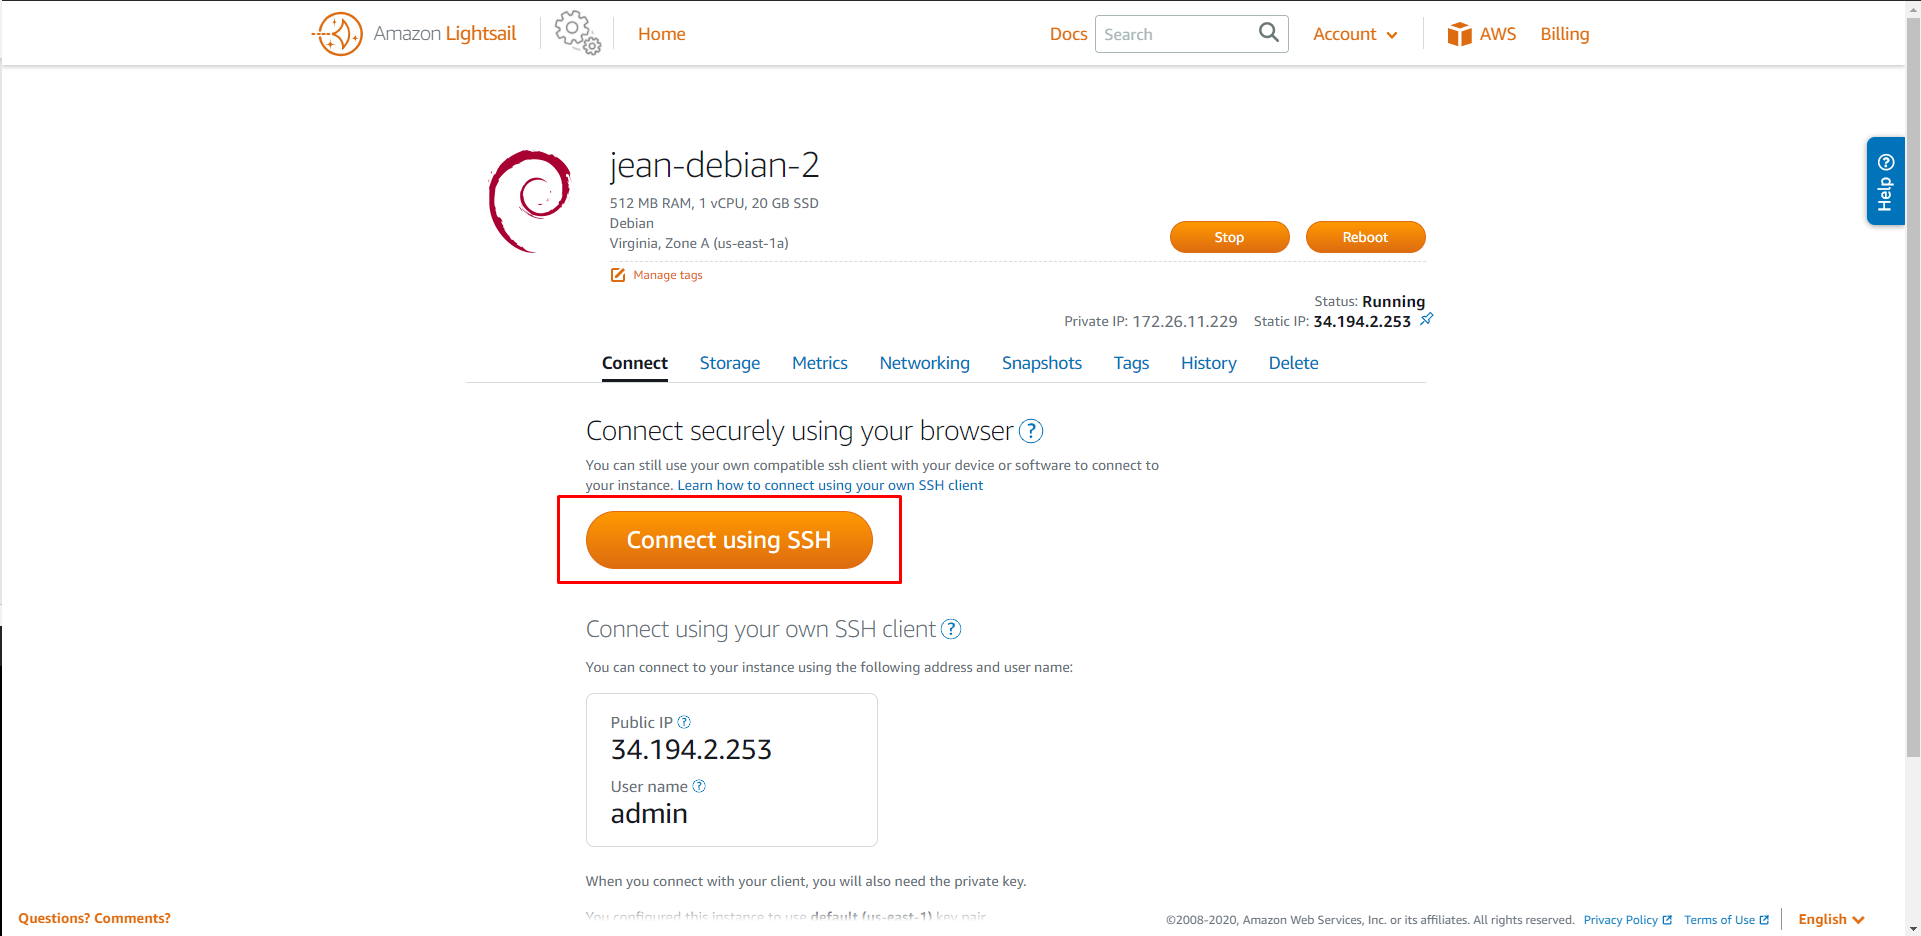 Amazon Lightsail
Home
Docs
Search
Account
AWS
Billing
Help ?
jean-debian-2
512 MB RAM, 1 vCPU, 20 GB SSD
Debian
Virginia, Zone A (us-east-1a)
Stop
Reboot
Manage tags
Status: Running
Private IP: 172.26.11.229 Static IP: 34.194.2.253
Connect Storage Metrics Networking Snapshots Tags History Delete
Connect securely using your browser ?
You can still use your own compatible ssh client with your device or software to connect to
your instance. Learn how to connect using your own SSH client
Connect using SSH
Connect using your own SSH client ?
You can connect to your instance using the following address and user name:
Public IP ?
34.194.2.253
User name ?
admin
When you connect with your client, you will also need the private key.
You configured this instance to use default (us-east-1) key pair.
Questions? Comments?
©2008-2020, Amazon Web Services, Inc. or its affiliates. All rights reserved. Privacy Policy Terms of Use
English